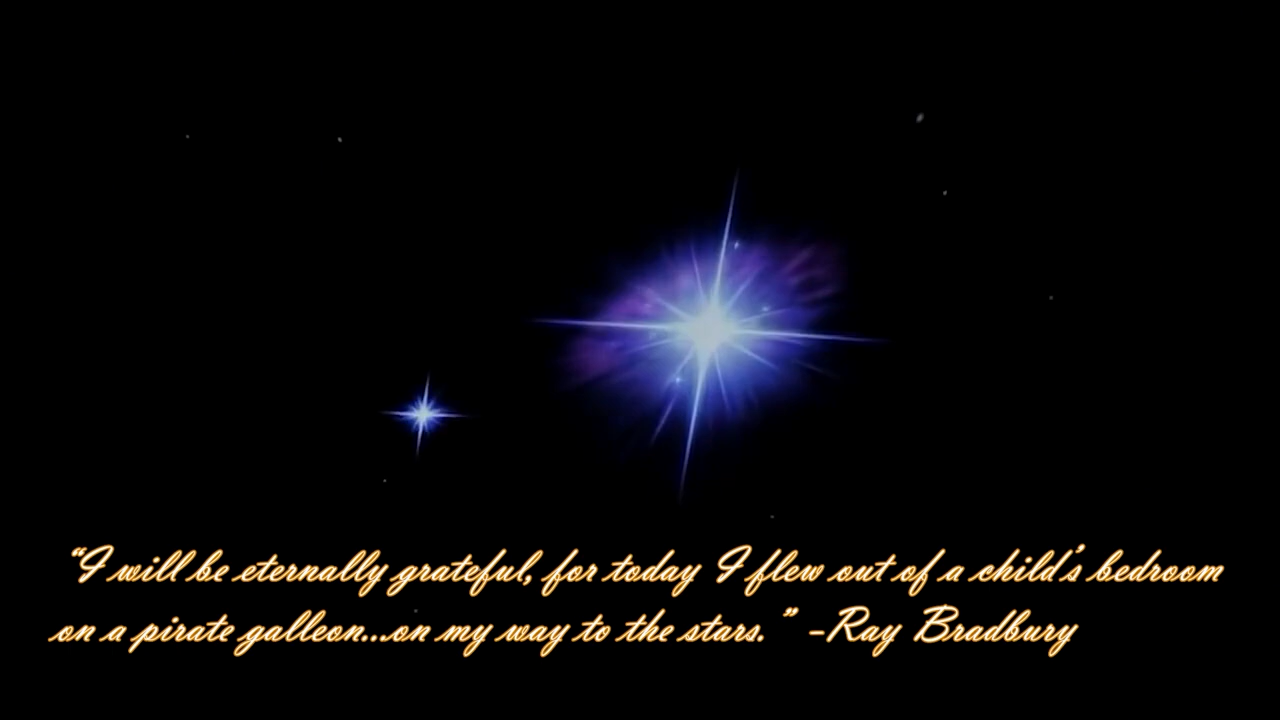 “I will be eternally grateful, for today I flew out of a child’s bedroom
on a pirate galleon...on my way to the stars. ” -Ray Bradbury